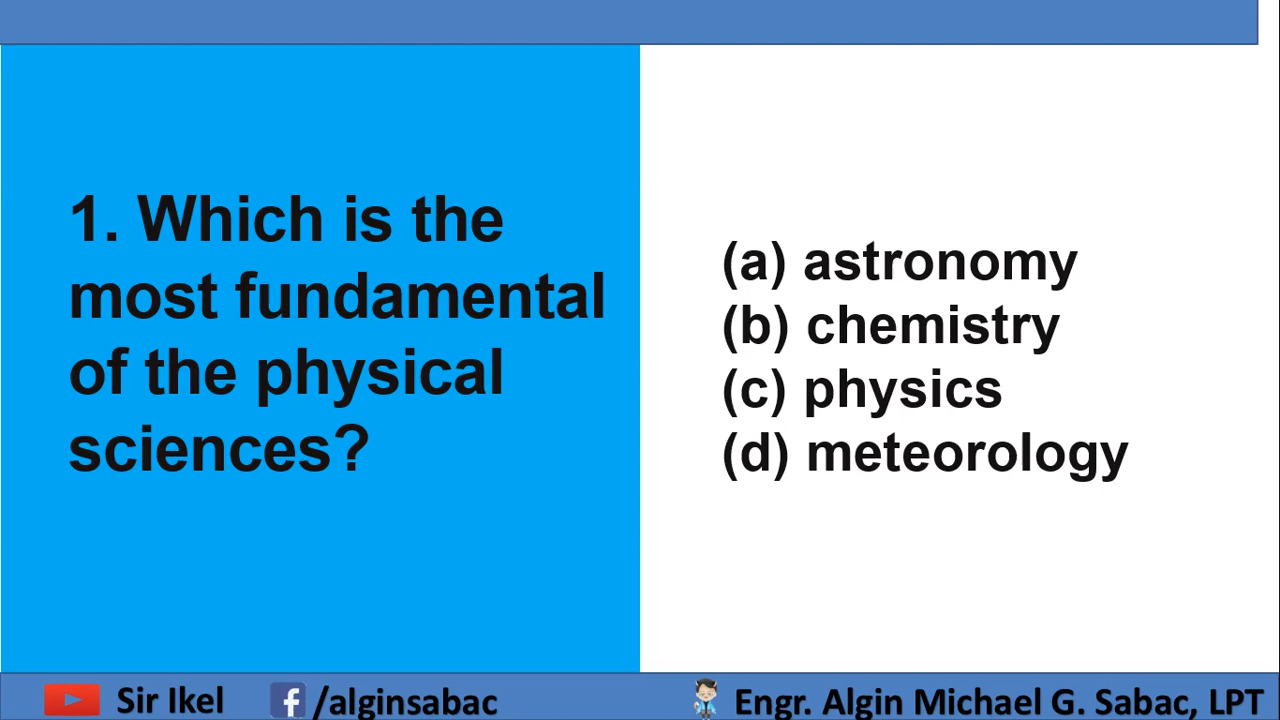 1. Which is the
most fundamental
of the physical
sciences?
(a) astronomy
(b) chemistry
(c) physics
(d) meteorology
Sir Ikel
/alginsabac
Engr. Algin Michael G. Sabac, LPT